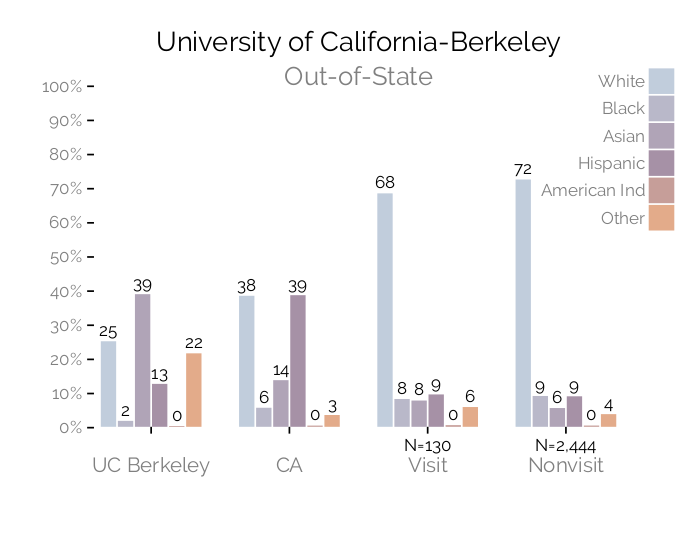 University of California-Berkeley
Out-of-State
White
Black
Asian
Hispanic
American Ind
Other
100%
90%
80%
70%
60%
50%
40%
30%
20%
10%
0%
25
2
39
13
0
22
38
6
14
39
0
3
68
8
8
9
0
6
72
9
6
9
0
4
N=130
N=2,444
UC Berkeley
CA
Visit
Nonvisit